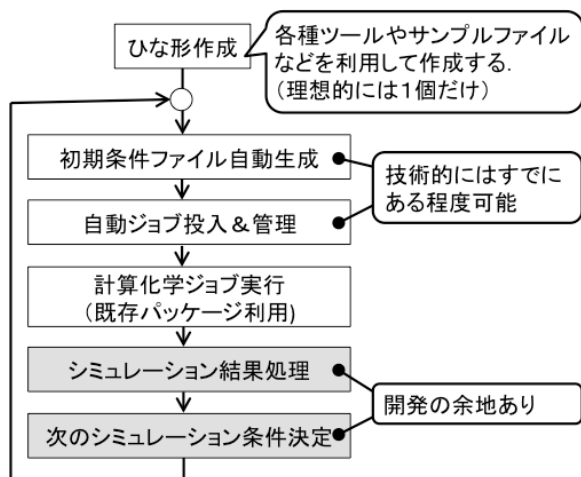 ひな形作成
各種ツールやサンプルファイル
などを利用して作成する.
（理想的には１個だけ）
初期条件ファイル自動生成
技術的にはすでに
ある程度可能
自動ジョブ投入＆管理
計算化学ジョブ実行
（既存パッケージ利用)
シミュレーション結果処理
開発の余地あり
次のシミュレーション条件決定